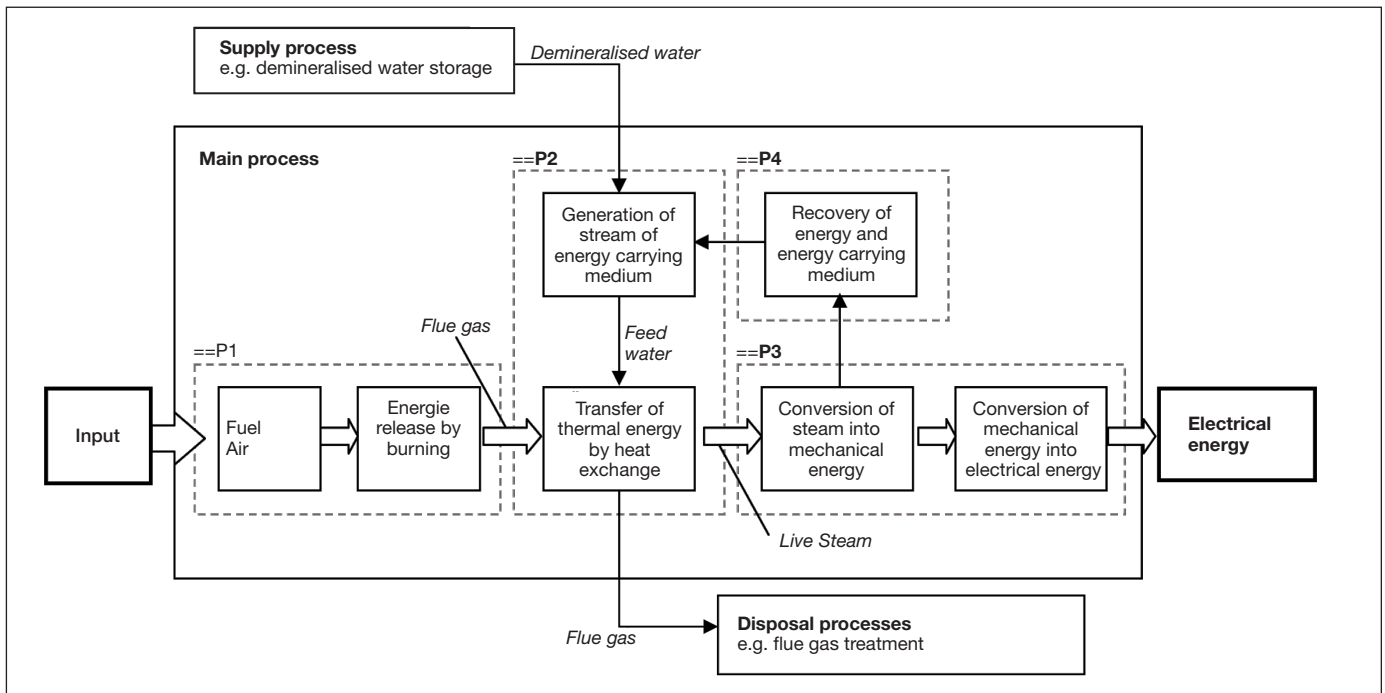 Supply process
e.g. demineralised water storage
Demineralised water
Main process
==P2
==P4
Generation of
stream of
energy carrying
medium
Recovery of
energy and
energy carrying
medium
Flue gas
Feed
water
==P1
==P3
Input
Fuel
Air
Energie
release by
burning
Transfer of
thermal energy
by heat
exchange
Conversion of
steam into
mechanical
energy
Conversion of
mechanical
energy into
electrical energy
Electrical
energy
Live Steam
Flue gas
Disposal processes
e.g. flue gas treatment